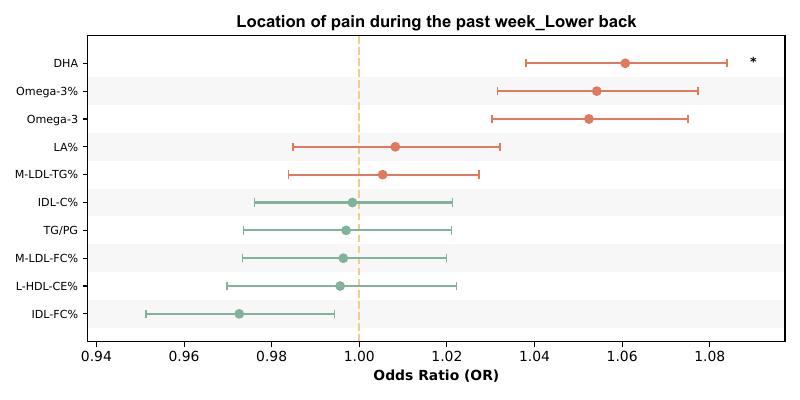 Location of pain during the past week_Lower back
DHA
*
Omega-3%
Omega-3
LA%
M-LDL-TG%
IDL-C%
TG/PG
M-LDL-FC%
L-HDL-CE%
IDL-FC%
0.94 0.96 0.98 1.00 1.02 1.04 1.06 1.08
Odds Ratio (OR)